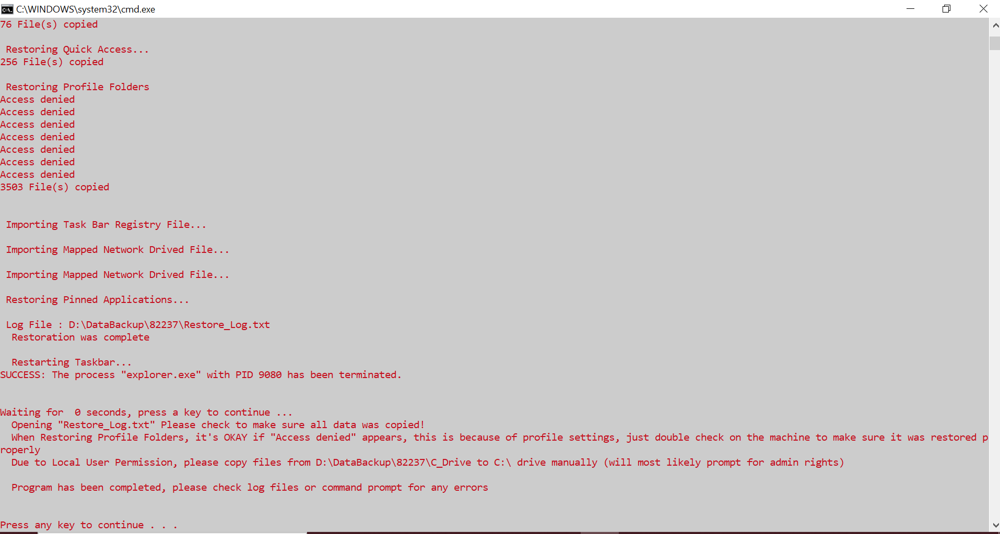 C:\WINDOWS\system32\cmd.exe
76 File(s) copied
Restoring Quick Access...
256 File(s) copied
Restoring Profile Folders
Access denied
Access denied
Access denied
Access denied
Access denied
Access denied
Access denied
3503 File(s) copied
Importing Task Bar Registry File...
Importing Mapped Network Drived File...
Importing Mapped Network Drived File...
Restoring Pinned Applications...
Log File : D:\DataBackup\82237\Restore_Log.txt
Restoration was complete
Restarting Taskbar...
SUCCESS: The process "explorer.exe" with PID 9080 has been terminated.
Waiting for  0 seconds, press a key to continue ...
Opening "Restore_Log.txt" Please check to make sure all data was copied!
When Restoring Profile Folders, it's OKAY if "Access denied" appears, this is because of profile settings, just double check on the machine to make sure it was restored p
roperly
Due to Local User Permission, please copy files from D:\DataBackup\82237\C_Drive to C:\ drive manually (will most likely prompt for admin rights)
Program has been completed, please check log files or command prompt for any errors
Press any key to continue . . .